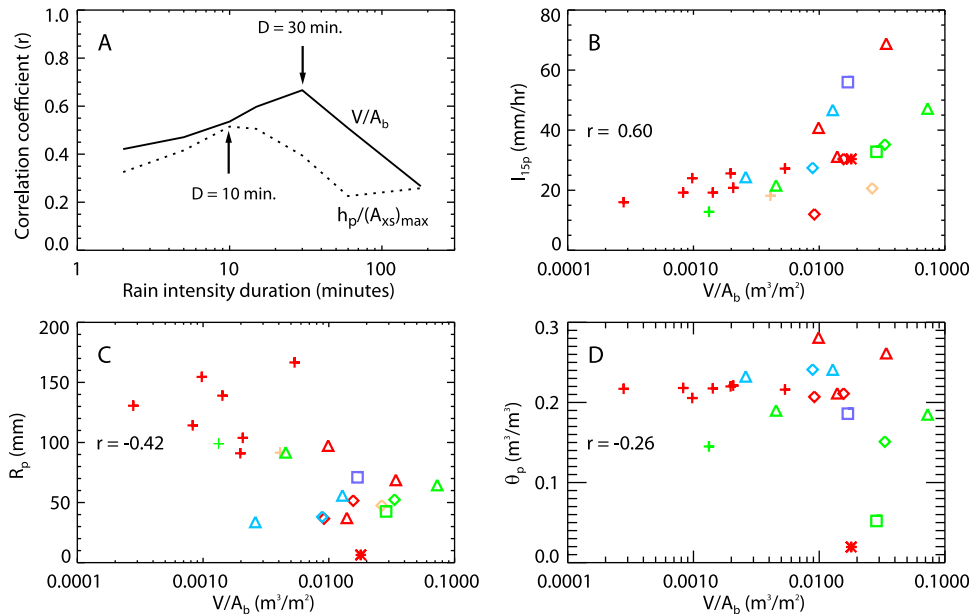 A
D = 30 min.
V/A_b
D = 10 min.
h_p/(A_xs)_max
Correlation coefficient (r)
1.0
0.8
0.6
0.4
0.2
0.0
1
10
100
Rain intensity duration (minutes)
B
r = 0.60
I_15p (mm/hr)
80
60
40
20
0
0.0001
0.0010
0.0100
0.1000
V/A_b (m³/m²)
C
r = -0.42
R_p (mm)
200
150
100
50
0
0.0001
0.0010
0.0100
0.1000
V/A_b (m³/m²)
D
r = -0.26
θ_p (m³/m³)
0.3
0.2
0.1
0.0
0.0001
0.0010
0.0100
0.1000
V/A_b (m³/m²)